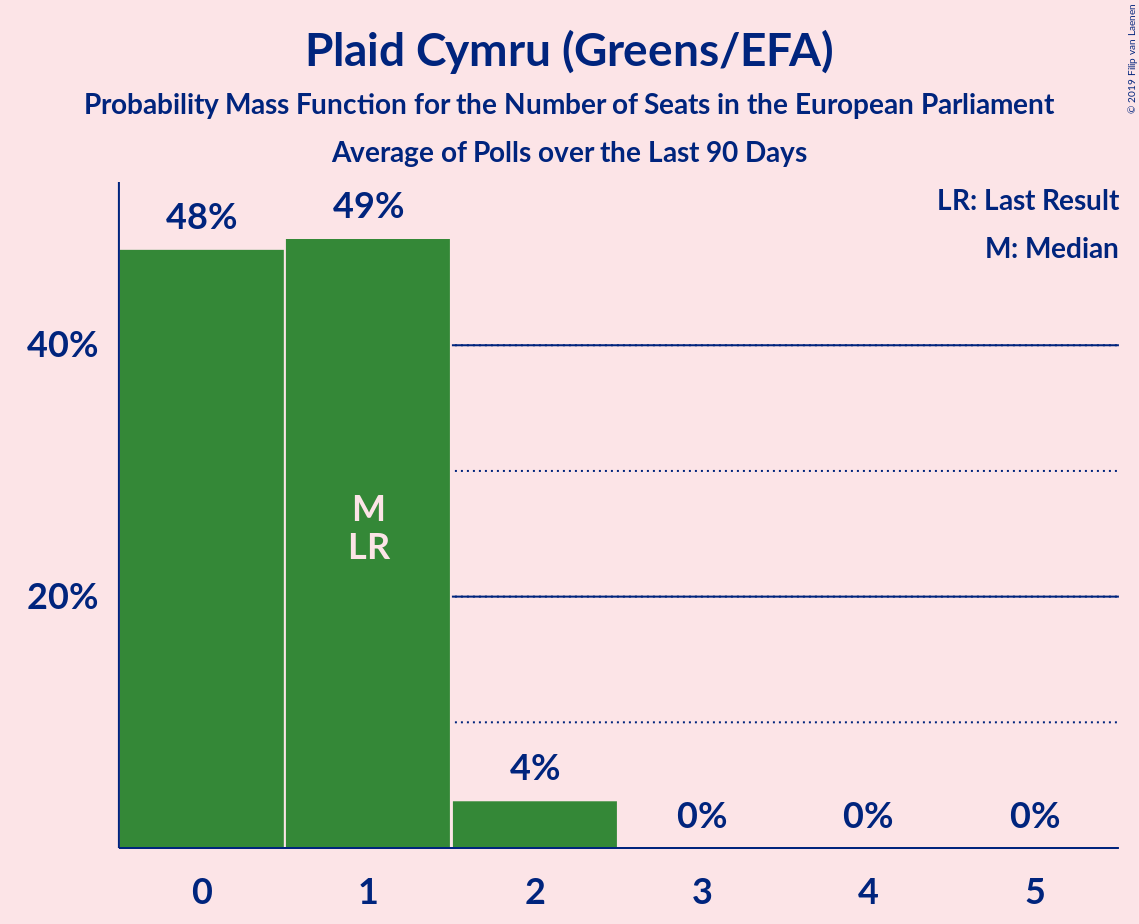 Plaid Cymru (Greens/EFA)
Probability Mass Function for the Number of Seats in the European Parliament
Average of Polls over the Last 90 Days
© 2019 Filip van Laenen
LR: Last Result
M: Median
48%
49%
40%
M
LR
20%
4%
0%
0%
0%
0
1
2
3
4
5